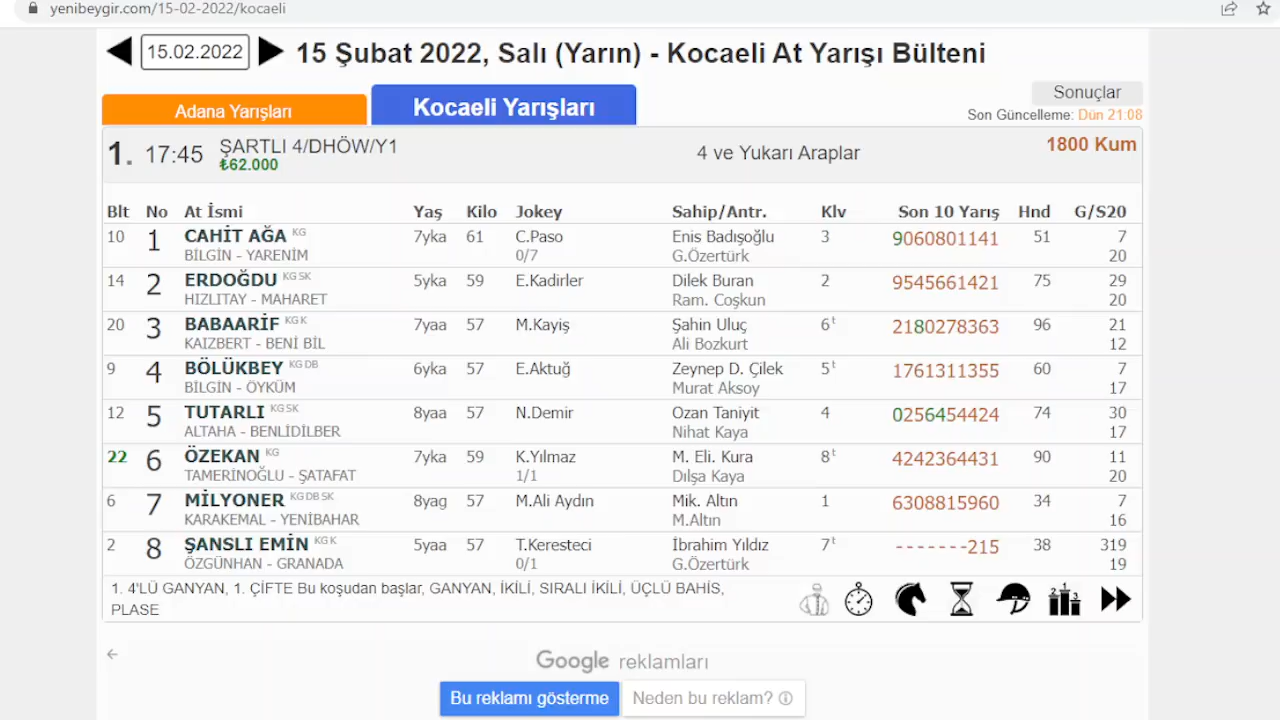 yenibeygir.com/15-02-2022/kocaeli
15.02.2022 15 Şubat 2022, Salı (Yarın) - Kocaeli At Yarışı Bülteni
Sonuçlar
Adana Yarışları Kocaeli Yarışları
Son Güncelleme: Dün 21:08
1. 17:45 ŞARTLI 4/DHÖW/Y1 4 ve Yukarı Araplar 1800 Kum
₺62.000
Blt No At İsmi Yaş Kilo Jokey Sahip/Antr. Klv Son 10 Yarış Hnd G/S20
10 1 CAHİT AĞA KG 7yka 61 C.Paso Enis Badışoğlu 3 9060801141 51 7
BİLGİN - YARENİM 0/7 G.Özertürk 20
14 2 ERDOĞDU KG SK 5yka 59 E.Kadirler Dilek Buran 2 9545661421 75 29
HIZLITAY - MAHARET Ram. Coşkun 20
20 3 BABAARİF KG K 7yaa 57 M.Kayiş Şahin Uluç 6t 2180278363 96 21
KAIZBERT - BENİ BİL Ali Bozkurt 12
9 4 BÖLÜKBEY KG DB 6yka 57 E.Aktuğ Zeynep D. Çilek 5t 1761311355 60 7
BİLGİN - ÖYKÜM Murat Aksoy 17
12 5 TUTARLI KG SK 8yaa 57 N.Demir Ozan Taniyit 4 0256454424 74 30
ALTAHA - BENLİDİLBER Nihat Kaya 17
22 6 ÖZEKAN KG 7yka 59 K.Yılmaz M. Eli. Kura 8t 4242364431 90 11
TAMERİNOĞLU - ŞATAFAT 1/1 Dılşa Kaya 20
6 7 MİLYONER KG DB SK 8yag 57 M.Ali Aydın Mik. Altın 1 6308815960 34 7
KARAKEMAL - YENİBAHAR M.Altın 16
2 8 ŞANSLI EMİN KG K 5yaa 57 T.Keresteci İbrahim Yıldız 7t -------215 38 319
ÖZGÜNHAN - GRANADA 0/1 G.Özertürk 19
1. 4'LÜ GANYAN, 1. ÇİFTE Bu koşudan başlar, GANYAN, İKİLİ, SIRALI İKİLİ, ÜÇLÜ BAHİS,
PLASE
Google reklamları
Bu reklamı gösterme Neden bu reklam?